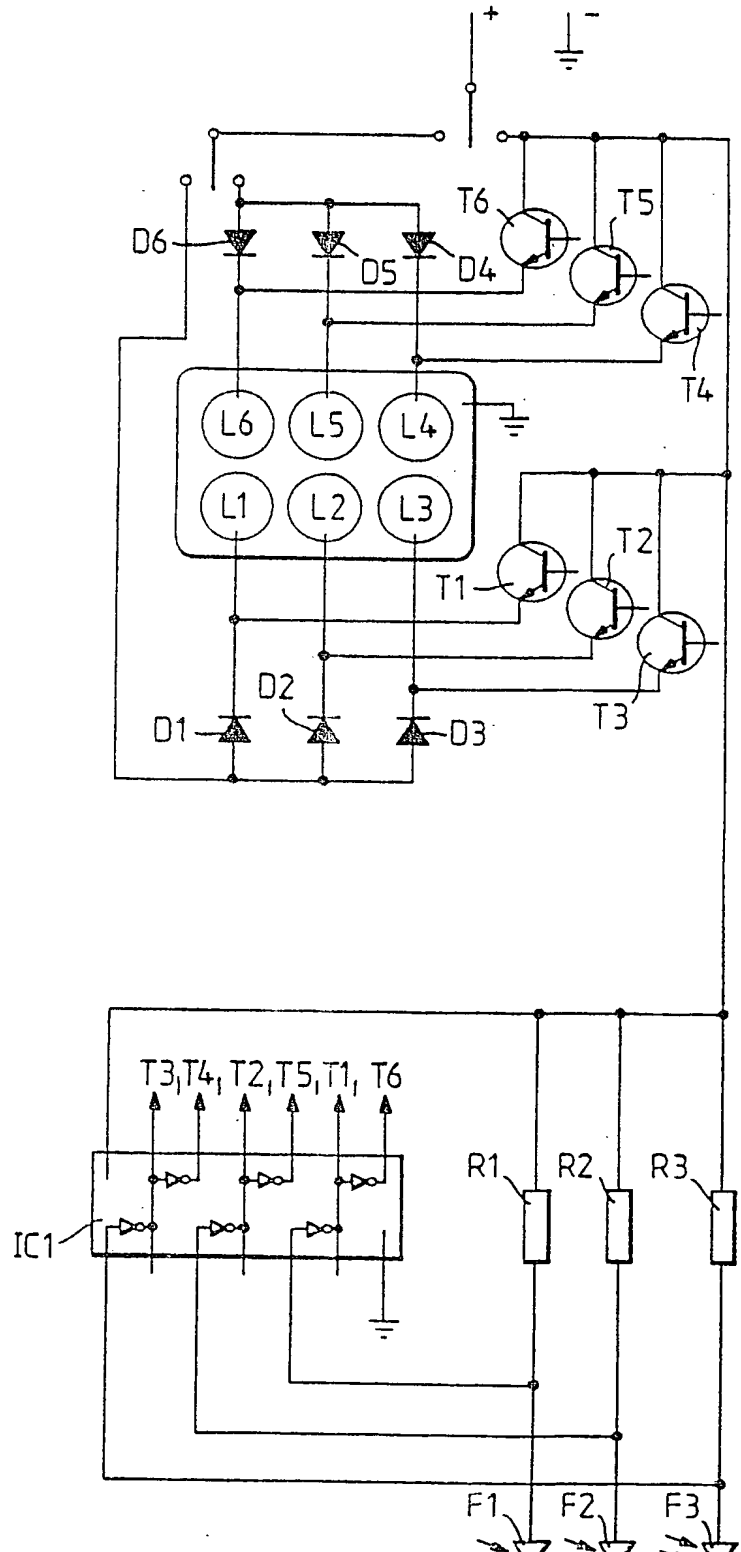 + -
T6 T5
D6 D5 D4
T4
L6 L5 L4
L1 L2 L3
T1 T2
T3
D1 D2 D3
T3, T4, T2, T5, T1, T6
R1 R2 R3
IC1
F1 F2 F3